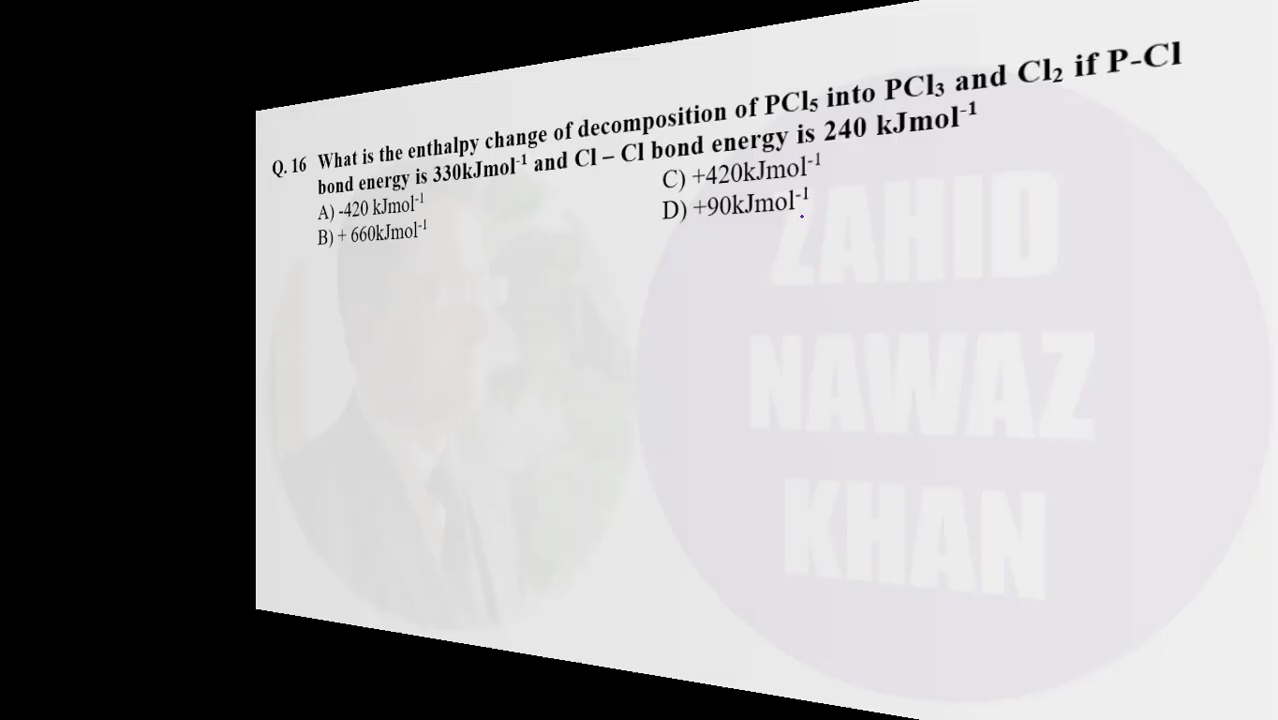 Q. 16 What is the enthalpy change of decomposition of PCl₅ into PCl₃ and Cl₂ if P-Cl
bond energy is 330kJmol⁻¹ and Cl – Cl bond energy is 240 kJmol⁻¹
A) -420 kJmol⁻¹
C) +420kJmol⁻¹
B) + 660kJmol⁻¹
D) +90kJmol⁻¹
ZAHID
NAWAZ
KHAN